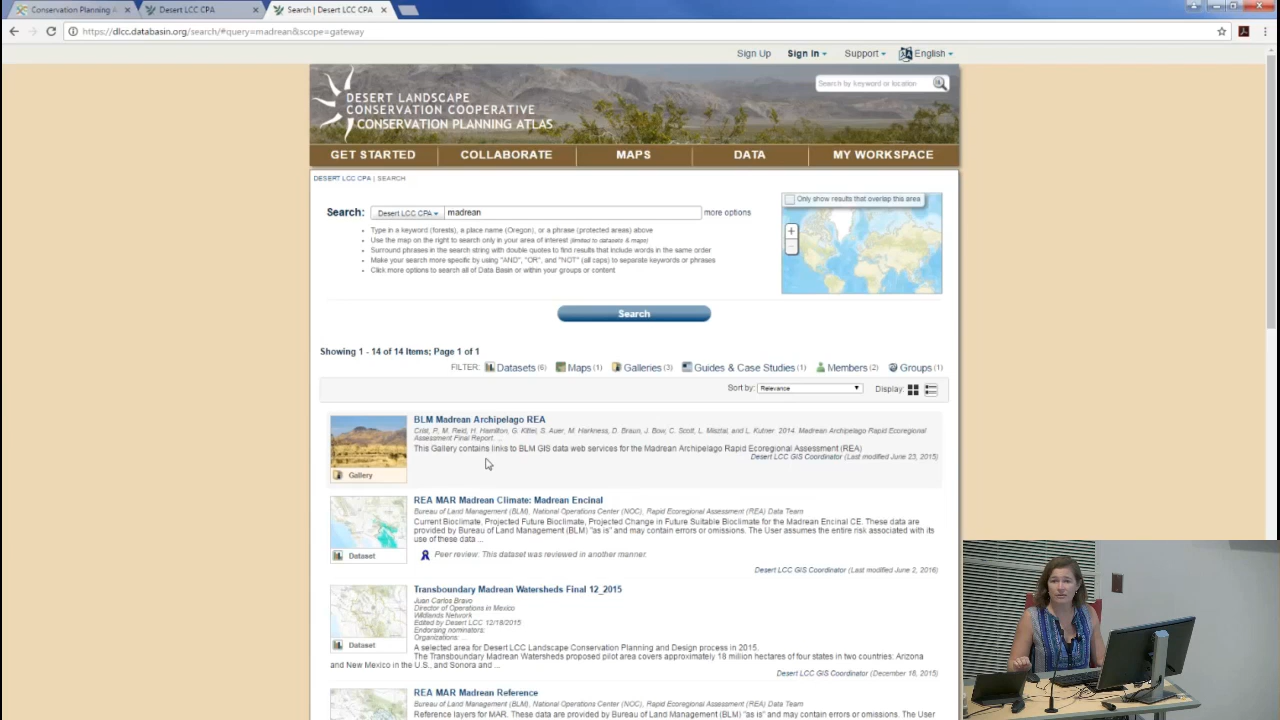 Conservation Planning A
Desert LCC CPA
Search | Desert LCC CPA
https://dlcc.databasin.org/search/#query=madrean&scope=gateway
Sign Up Sign In Support English
DESERT LANDSCAPE
CONSERVATION COOPERATIVE
CONSERVATION PLANNING ATLAS
Search by keyword or location
GET STARTED COLLABORATE MAPS DATA MY WORKSPACE
DESERT LCC CPA | SEARCH
Search: Desert LCC CPA madrean more options
Type in a keyword (forests), a place name (Oregon), or a phrase (protected areas) above
Use the map on the right to search only in your area of interest (limited to datasets & maps)
Surround phrases in the search string with double quotes to find results that include words in the same order.
Make your search more specific by using "AND", "OR", and "NOT" (all caps) to separate keywords or phrases
Click more options to search all of Data Basin or within your groups or content
Only show results that overlap this area
Search
Showing 1 - 14 of 14 Items; Page 1 of 1
FILTER: Datasets (6) Maps (1) Galleries (3) Guides & Case Studies (1) Members (2) Groups (1)
Sort by: Relevance Display:
BLM Madrean Archipelago REA
Crist, P., M. Reid, H. Hamilton, G. Kittel, S. Auer, M. Harkness, D. Braun, J. Bow, C. Scott, L. Misztal, and L. Kutner. 2014. Madrean Archipelago Rapid Ecoregional
Assessment Final Report. ...
This Gallery contains links to BLM GIS data web services for the Madrean Archipelago Rapid Ecoregional Assessment (REA)
Desert LCC GIS Coordinator (Last modified June 23, 2015)
Gallery
REA MAR Madrean Climate: Madrean Encinal
Bureau of Land Management (BLM), National Operations Center (NOC), Rapid Ecoregional Assessment (REA) Data Team
Current Bioclimate, Projected Future Bioclimate, Projected Change in Future Suitable Bioclimate for the Madrean Encinal CE. These data are
provided by Bureau of Land Management (BLM) "as is" and may contain errors or omissions. The User assumes the entire risk associated with its
use of these data ...
Dataset
Peer review: This dataset was reviewed in another manner.
Desert LCC GIS Coordinator (Last modified June 2, 2016)
Transboundary Madrean Watersheds Final 12_2015
Juan Carlos Bravo
Director of Operations in Mexico
Wildlands Network
Edited by Desert LCC 12/18/2015
Endorsing nominators:
Organizations: ...
Dataset
A selected area for Desert LCC Landscape Conservation Planning and Design process in 2015.
The Transboundary Madrean Watersheds proposed pilot area covers approximately 18 million hectares of four states in two countries: Arizona
and New Mexico in the U.S., and Sonora and ...
Desert LCC GIS Coordinator (December 18, 2015)
REA MAR Madrean Reference
Bureau of Land Management (BLM), National Operations Center (NOC), Rapid Ecoregional Assessment (REA) Data Team
Reference layers for MAR. These data are provided by Bureau of Land Management (BLM) "as is" and may contain errors or omissions. The User